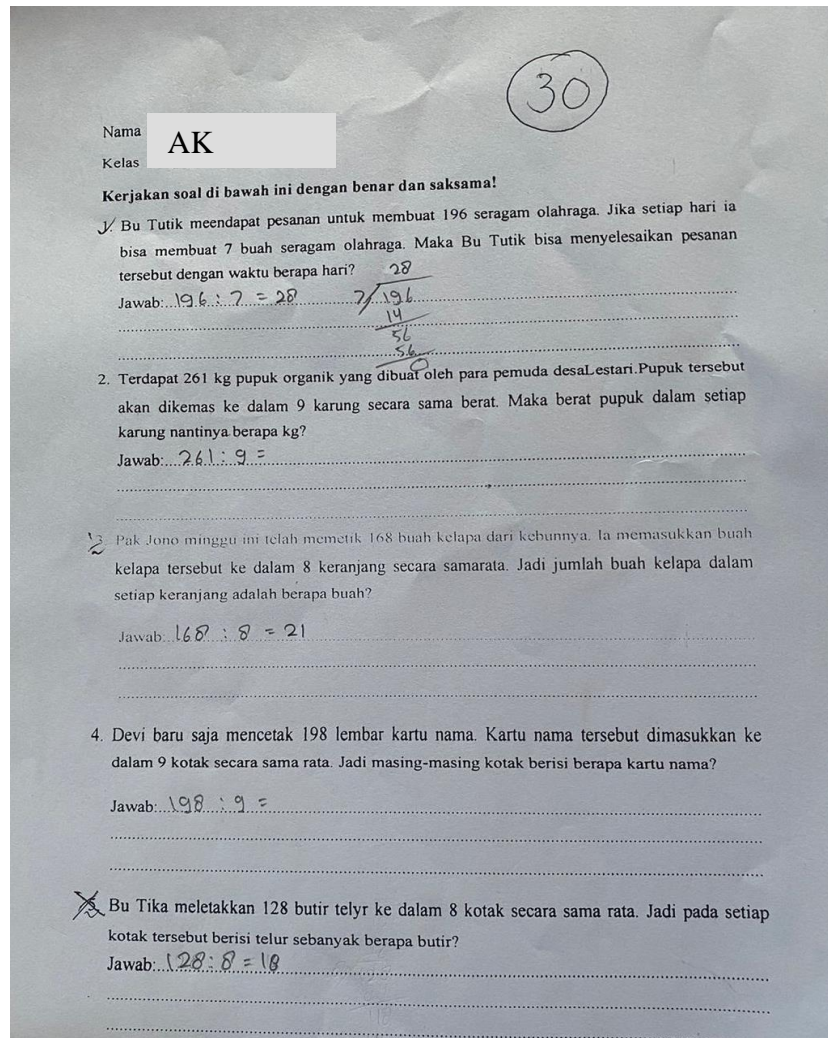 30
Nama
AK
Kelas
Kerjakan soal di bawah ini dengan benar dan saksama!
1. Bu Tutik meendapat pesanan untuk membuat 196 seragam olahraga. Jika setiap hari ia
bisa membuat 7 buah seragam olahraga. Maka Bu Tutik bisa menyelesaikan pesanan
tersebut dengan waktu berapa hari?
28
Jawab: 196 : 7 = 28
7/196
14
56
56
0
2. Terdapat 261 kg pupuk organik yang dibuat oleh para pemuda desaLestari.Pupuk tersebut
akan dikemas ke dalam 9 karung secara sama berat. Maka berat pupuk dalam setiap
karung nantinya berapa kg?
Jawab: 261 : 9 =
3. Pak Jono minggu ini telah memetik 168 buah kelapa dari kebunnya. Ia memasukkan buah
kelapa tersebut ke dalam 8 keranjang secara samarata. Jadi jumlah buah kelapa dalam
setiap keranjang adalah berapa buah?
Jawab: 168 : 8 = 21
4. Devi baru saja mencetak 198 lembar kartu nama. Kartu nama tersebut dimasukkan ke
dalam 9 kotak secara sama rata. Jadi masing-masing kotak berisi berapa kartu nama?
Jawab: 198 : 9 =
Bu Tika meletakkan 128 butir telyr ke dalam 8 kotak secara sama rata. Jadi pada setiap
kotak tersebut berisi telur sebanyak berapa butir?
Jawab: 128 : 8 = 18